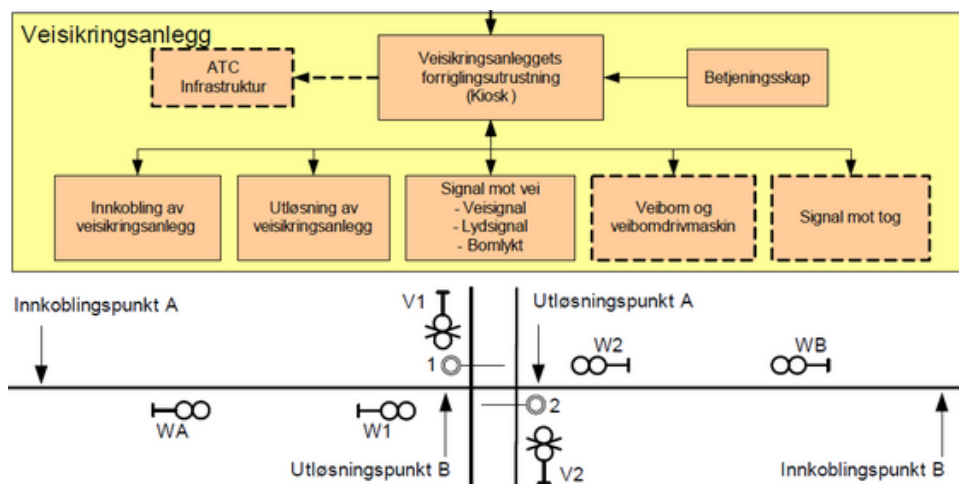 Veisikringsanlegg
ATC
Infrastruktur
Veisikringsanleggets
forriglingsutrustning
(Kiosk)
Betjeningsskap
Innkobling av
veisikringsanlegg
Utløsning av
veisikringsanlegg
Signal mot vei
- Veisignal
- Lydsignal
- Bomlykt
Veibom og
veibomdrivmaskin
Signal mot tog
Innkoblingspunkt A
V1
Utløsningspunkt A
1
W2
WB
WA
W1
2
Utløsningspunkt B
V2
Innkoblingspunkt B